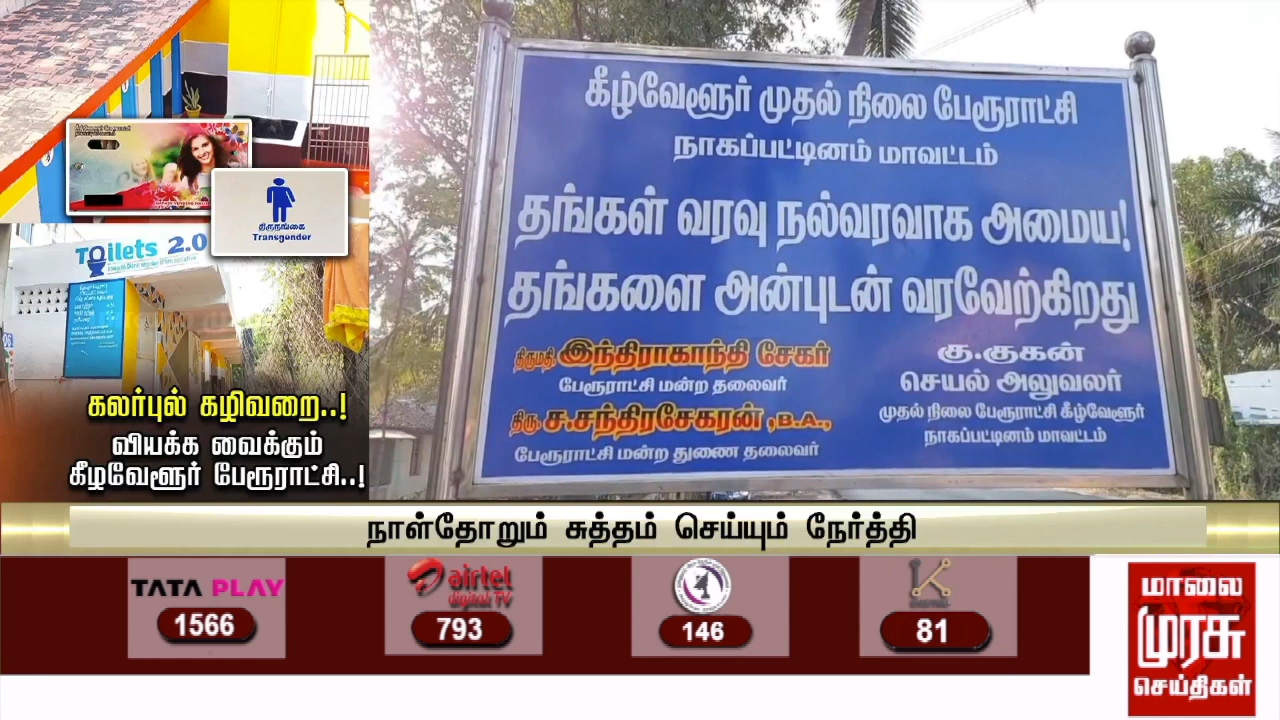 திருநங்கை
Transgender
Toilets 2.0
கலர்புல் கழிவறை..!
வியக்க வைக்கும்
கீழவேளூர் பேரூராட்சி..!
கீழ்வேளூர் முதல் நிலை பேரூராட்சி
நாகப்பட்டினம் மாவட்டம்
தங்கள் வரவு நல்வரவாக அமைய!
தங்களை அன்புடன் வரவேற்கிறது
திருமதி. இந்திராகாந்தி சேகர்
பேரூராட்சி மன்ற தலைவர்
திரு. ச.சந்திரசேகரன் ,B.A.,
பேரூராட்சி மன்ற துணை தலைவர்
கு.குகன்
செயல் அலுவலர்
முதல் நிலை பேரூராட்சி கீழ்வேளூர்
நாகப்பட்டினம் மாவட்டம்
நாள்தோறும் சுத்தம் செய்யும் நேர்த்தி
TATA PLAY
1566
airtel
digital TV
793
146
81
மாலை
முரசு
செய்திகள்